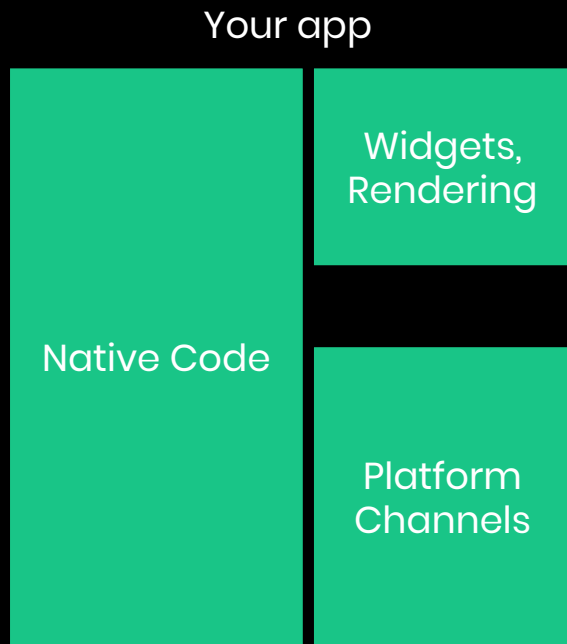 Your app
Widgets,
Rendering
Native Code
Platform
Channels